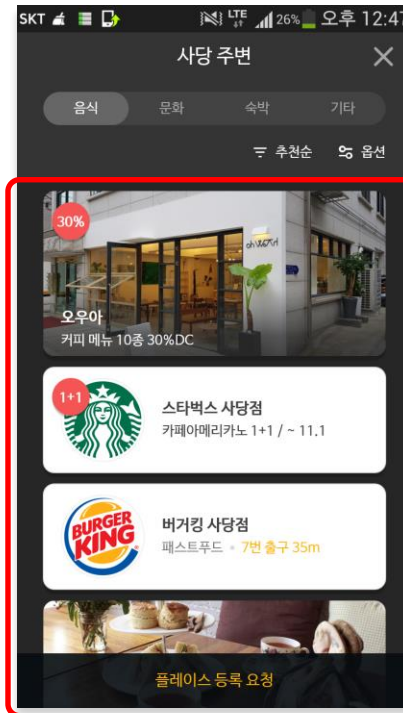 SKT LTE 26% 오후 12:47
사당 주변
음식 문화 숙박 기타
추천순 옵션
30%
oh WooAh
오우아
커피 메뉴 10종 30%DC
1+1
스타벅스 사당점
카페아메리카노 1+1 / ~ 11.1
BURGER
KING
버거킹 사당점
패스트푸드 • 7번 출구 35m
플레이스 등록 요청